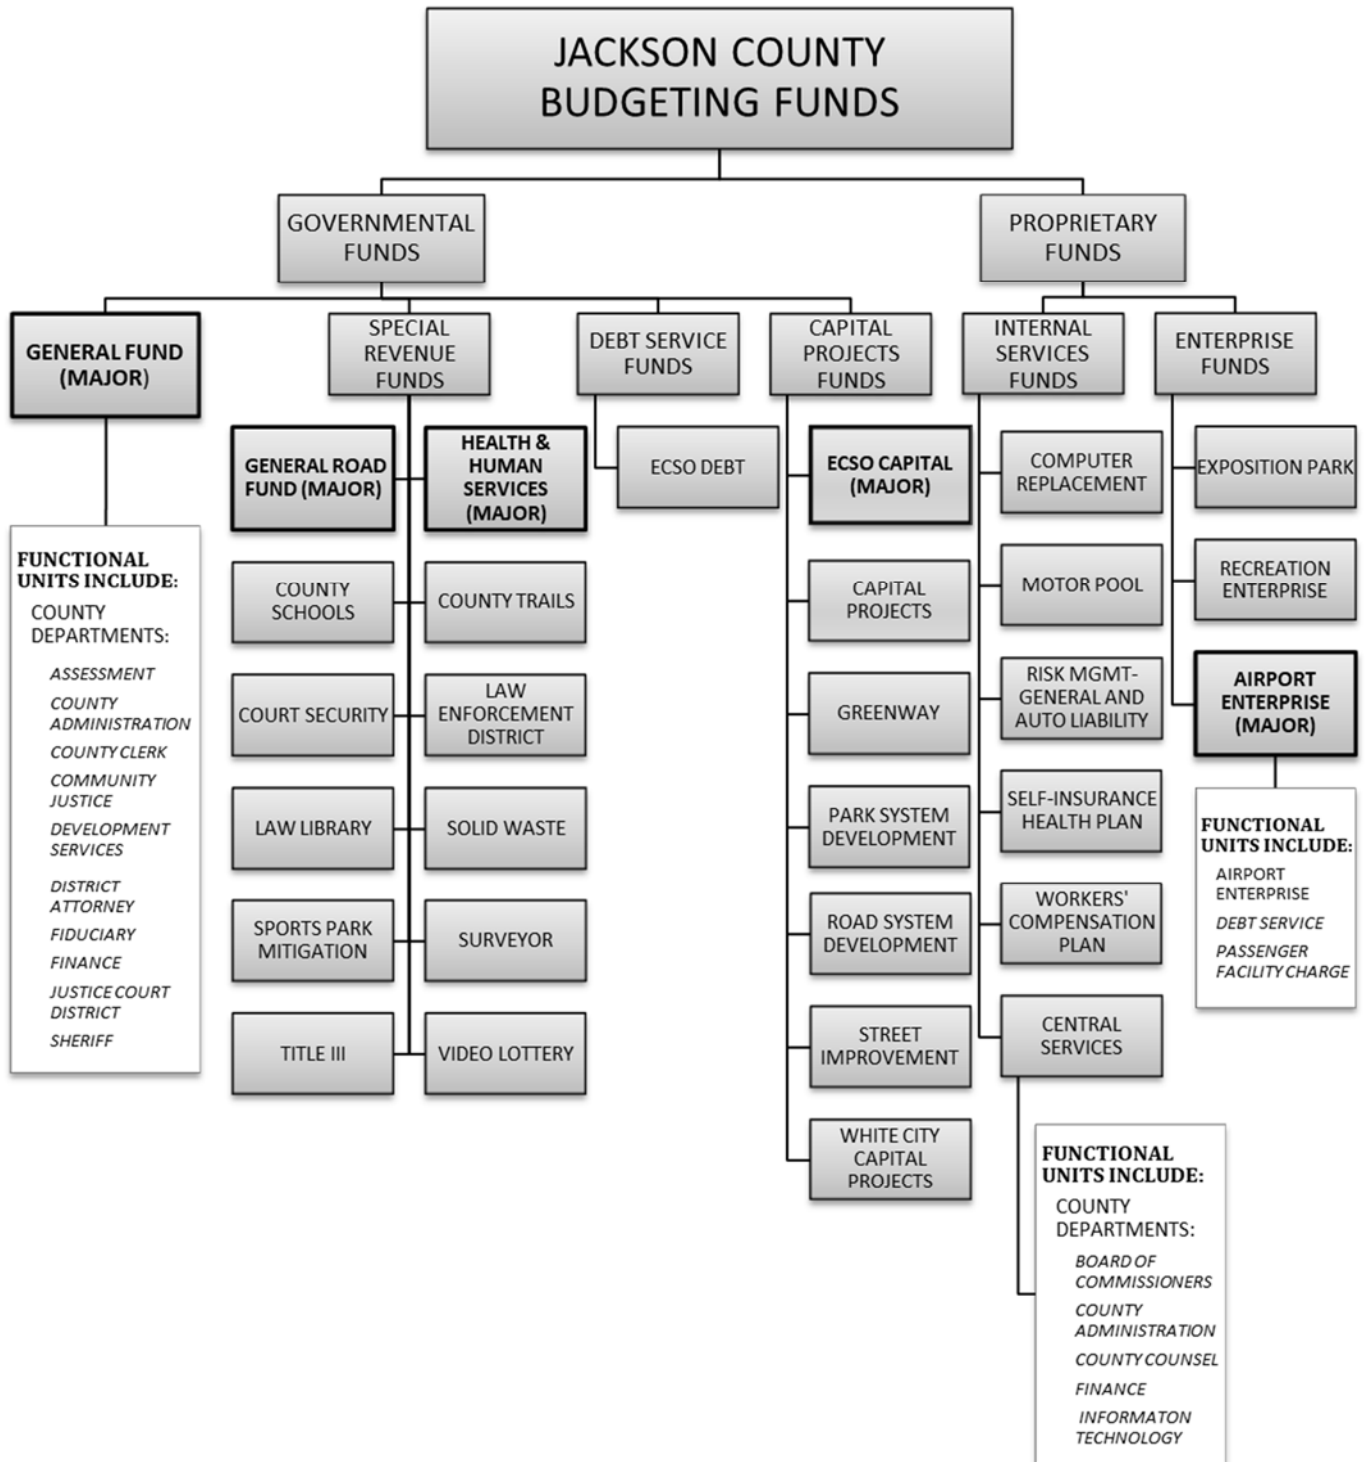 JACKSON COUNTY
BUDGETING FUNDS
GOVERNMENTAL
FUNDS
PROPRIETARY
FUNDS
GENERAL FUND
(MAJOR)
SPECIAL
REVENUE
FUNDS
DEBT SERVICE
FUNDS
CAPITAL
PROJECTS
FUNDS
INTERNAL
SERVICES
FUNDS
ENTERPRISE
FUNDS
FUNCTIONAL
UNITS INCLUDE:
COUNTY
DEPARTMENTS:
ASSESSMENT
COUNTY
ADMINISTRATION
COUNTY CLERK
COMMUNITY
JUSTICE
DEVELOPMENT
SERVICES
DISTRICT
ATTORNEY
FIDUCIARY
FINANCE
JUSTICE COURT
DISTRICT
SHERIFF
GENERAL ROAD
FUND (MAJOR)
HEALTH &
HUMAN
SERVICES
(MAJOR)
COUNTY
SCHOOLS
COUNTY TRAILS
COURT SECURITY
LAW
ENFORCEMENT
DISTRICT
LAW LIBRARY
SOLID WASTE
SPORTS PARK
MITIGATION
SURVEYOR
TITLE III
VIDEO LOTTERY
ECSO DEBT
ECSO CAPITAL
(MAJOR)
CAPITAL
PROJECTS
GREENWAY
PARK SYSTEM
DEVELOPMENT
ROAD SYSTEM
DEVELOPMENT
STREET
IMPROVEMENT
WHITE CITY
CAPITAL
PROJECTS
COMPUTER
REPLACEMENT
MOTOR POOL
RISK MGMT-
GENERAL AND
AUTO LIABILITY
SELF-INSURANCE
HEALTH PLAN
WORKERS'
COMPENSATION
PLAN
CENTRAL
SERVICES
FUNCTIONAL
UNITS INCLUDE:
COUNTY
DEPARTMENTS:
BOARD OF
COMMISSIONERS
COUNTY
ADMINISTRATION
COUNTY COUNSEL
FINANCE
INFORMATON
TECHNOLOGY
EXPOSITION PARK
RECREATION
ENTERPRISE
AIRPORT
ENTERPRISE
(MAJOR)
FUNCTIONAL
UNITS INCLUDE:
AIRPORT
ENTERPRISE
DEBT SERVICE
PASSENGER
FACILITY CHARGE